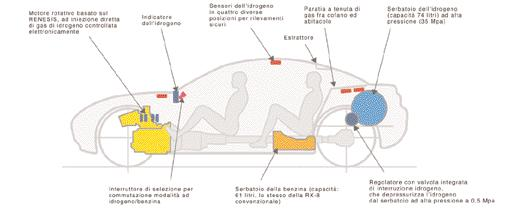 Motore rotativo basato sul
RENESIS, ad iniezione diretta
di gas di idrogeno controllata
elettronicamente
Indicatore
dell'idrogeno
Sensori dell'idrogeno
in quattro diverse
posizioni per rilevamenti
sicuri
Estrattore
Paratia a tenuta di
gas fra cofano ed
abitacolo
Serbatoio dell'idrogeno
(capacità 74 litri) ad alta
pressione (35 Mpa)
Interruttore di selezione per
commutazione modalità ad
idrogeno/benzina
Serbatoio della benzina (capacità:
61 litri, lo stesso della RX-8
convenzionale)
Regolatore con valvola integrata
di interruzione idrogeno,
che depressurizza l'idrogeno
dal serbatoio ad alta pressione a 0.5 Mpa